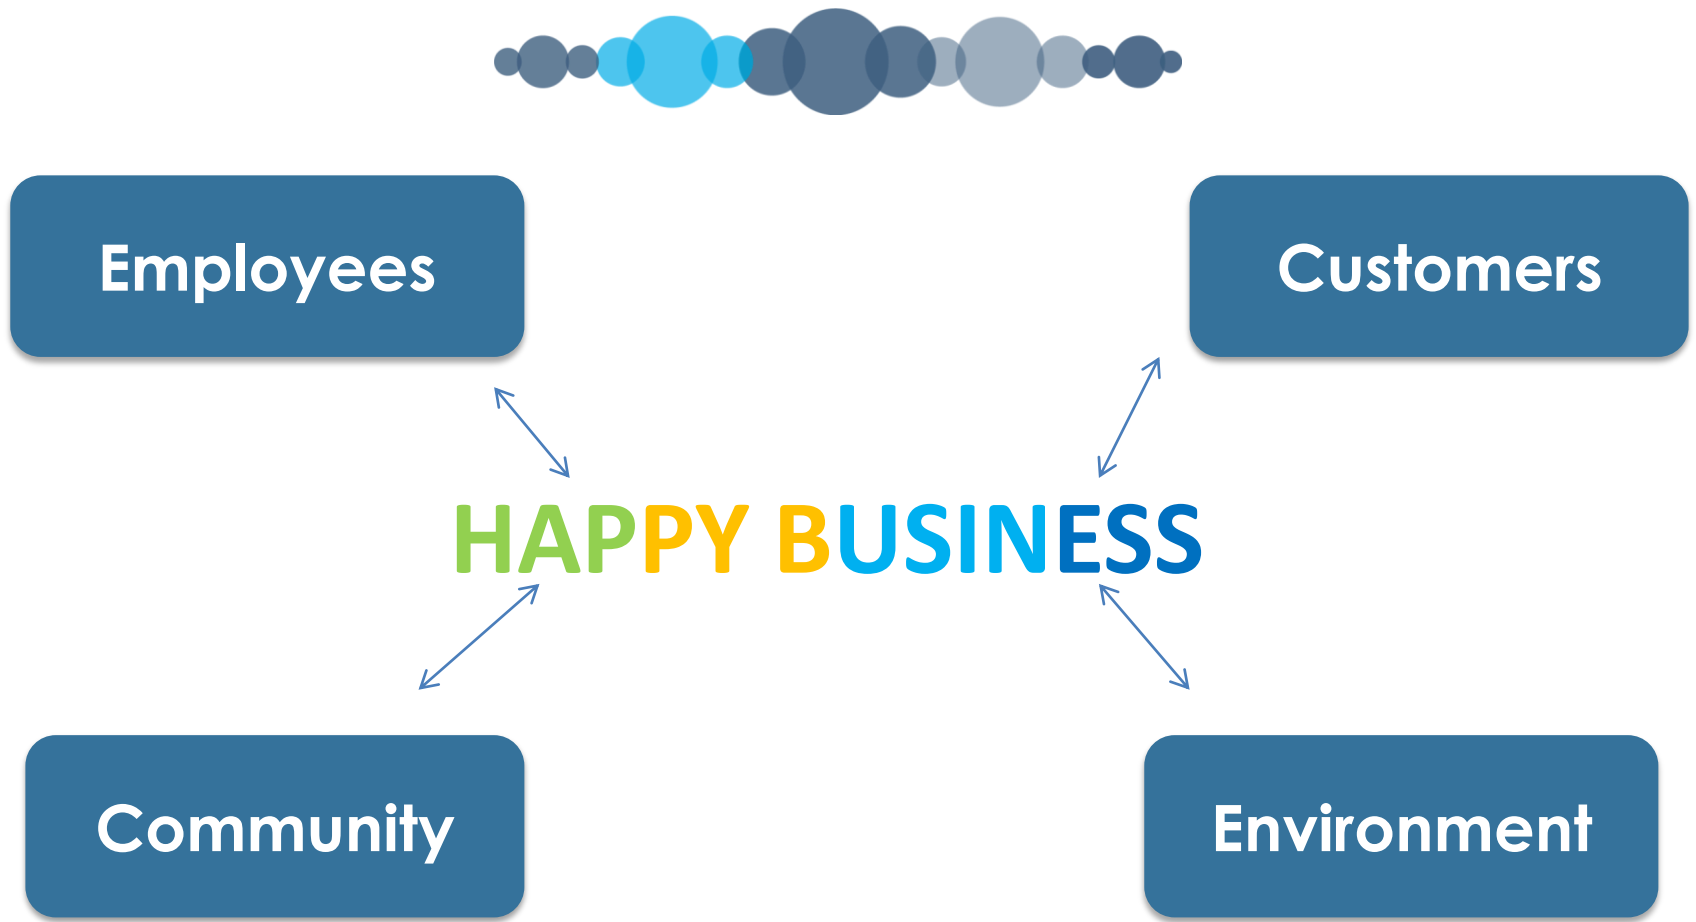 Employees
Customers
HAPPY BUSINESS
Community
Environment